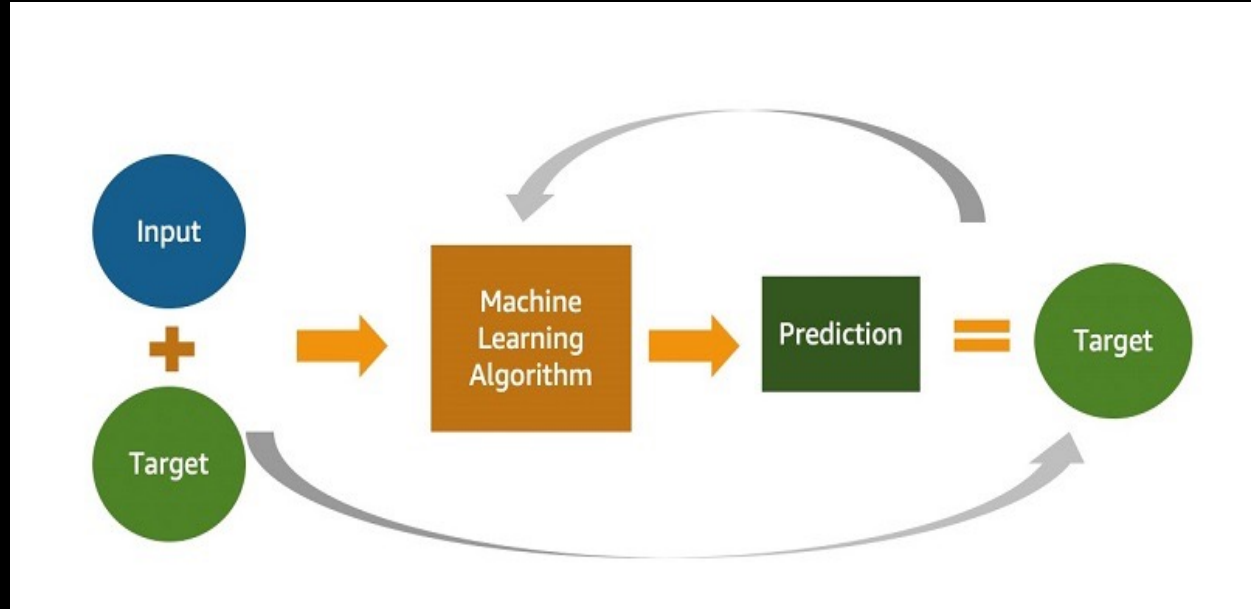 Input
+
Target
Machine
Learning
Algorithm
Prediction
=
Target